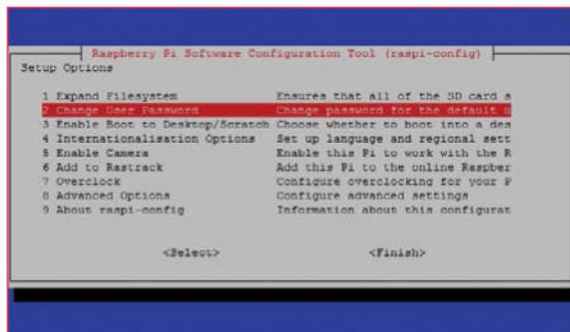 Raspberry Pi Software Configuration Tool (raspi-config)
Setup Options
1 Expand Filesystem Ensures that all of the SD card s
2 Change User Password Change password for the default u
3 Enable Boot to Desktop/Scratch Choose whether to boot into a des
4 Internationalisation Options Set up language and regional sett
5 Enable Camera Enable this Pi to work with the R
6 Add to Rastrack Add this Pi to the online Raspber
7 Overclock Configure overclocking for your P
8 Advanced Options Configure advanced settings
9 About raspi-config Information about this configurat
<Select> <Finish>